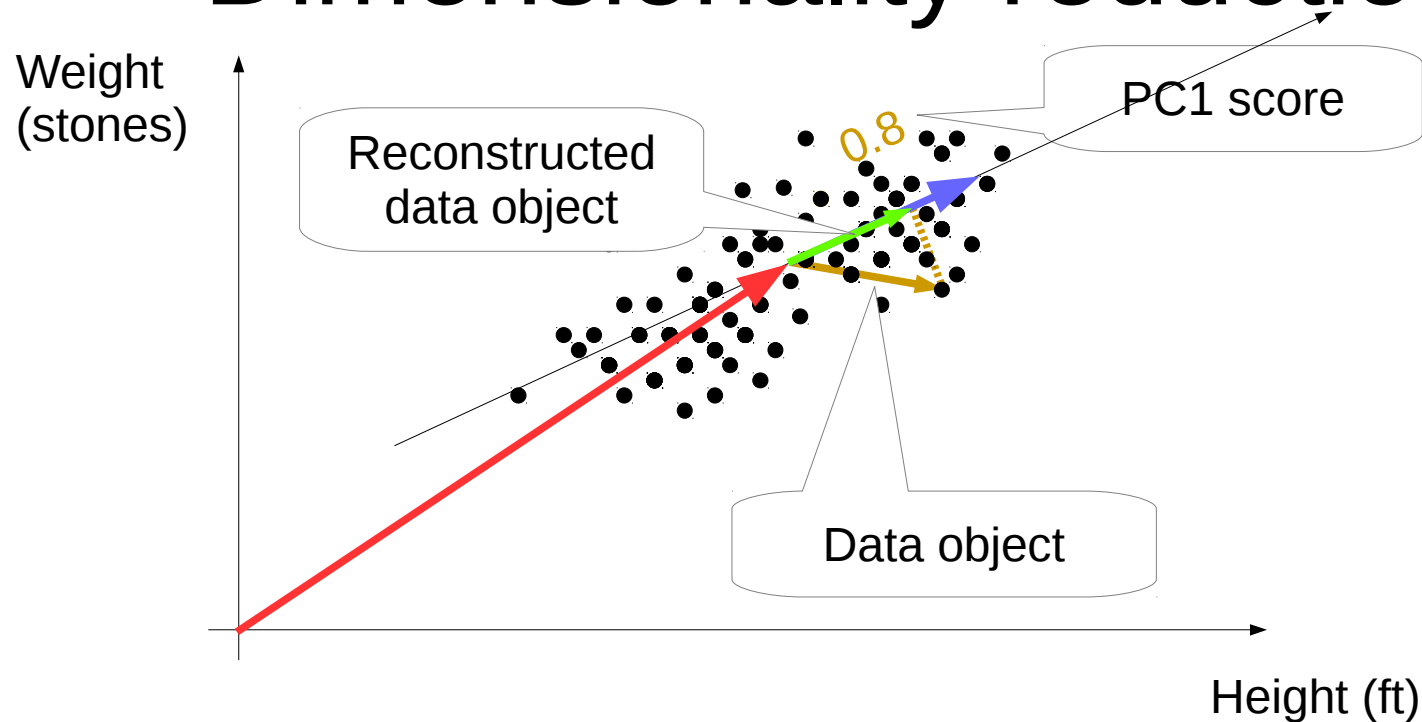 Weight
(stones)
Reconstructed
data object
0.8
PC1 score
Data object
Height (ft)